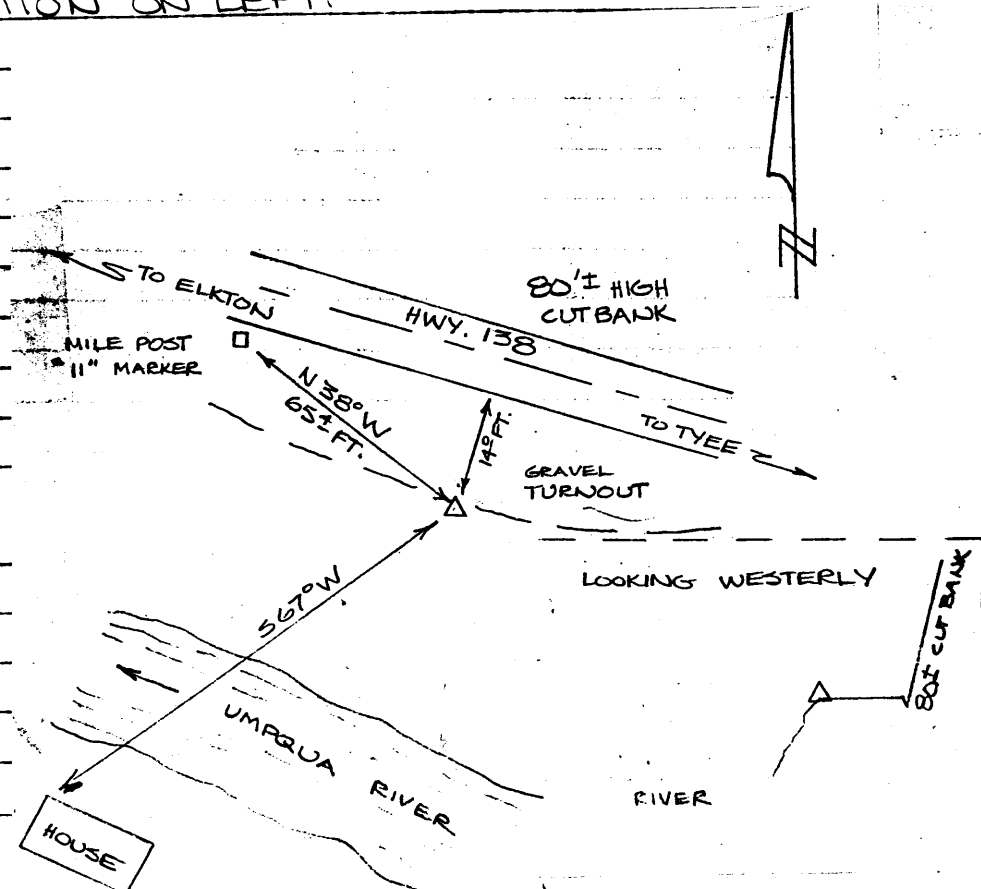 TION ON LEFT.
N
80'± HIGH
CUTBANK
TO ELKTON
HWY. 138
MILE POST
"11" MARKER
N 38° W
65± FT.
14º FT.
TO TYEE
GRAVEL
TURNOUT
LOOKING WESTERLY
80± CUT BANK
S 67° W
UMPQUA RIVER
RIVER
HOUSE